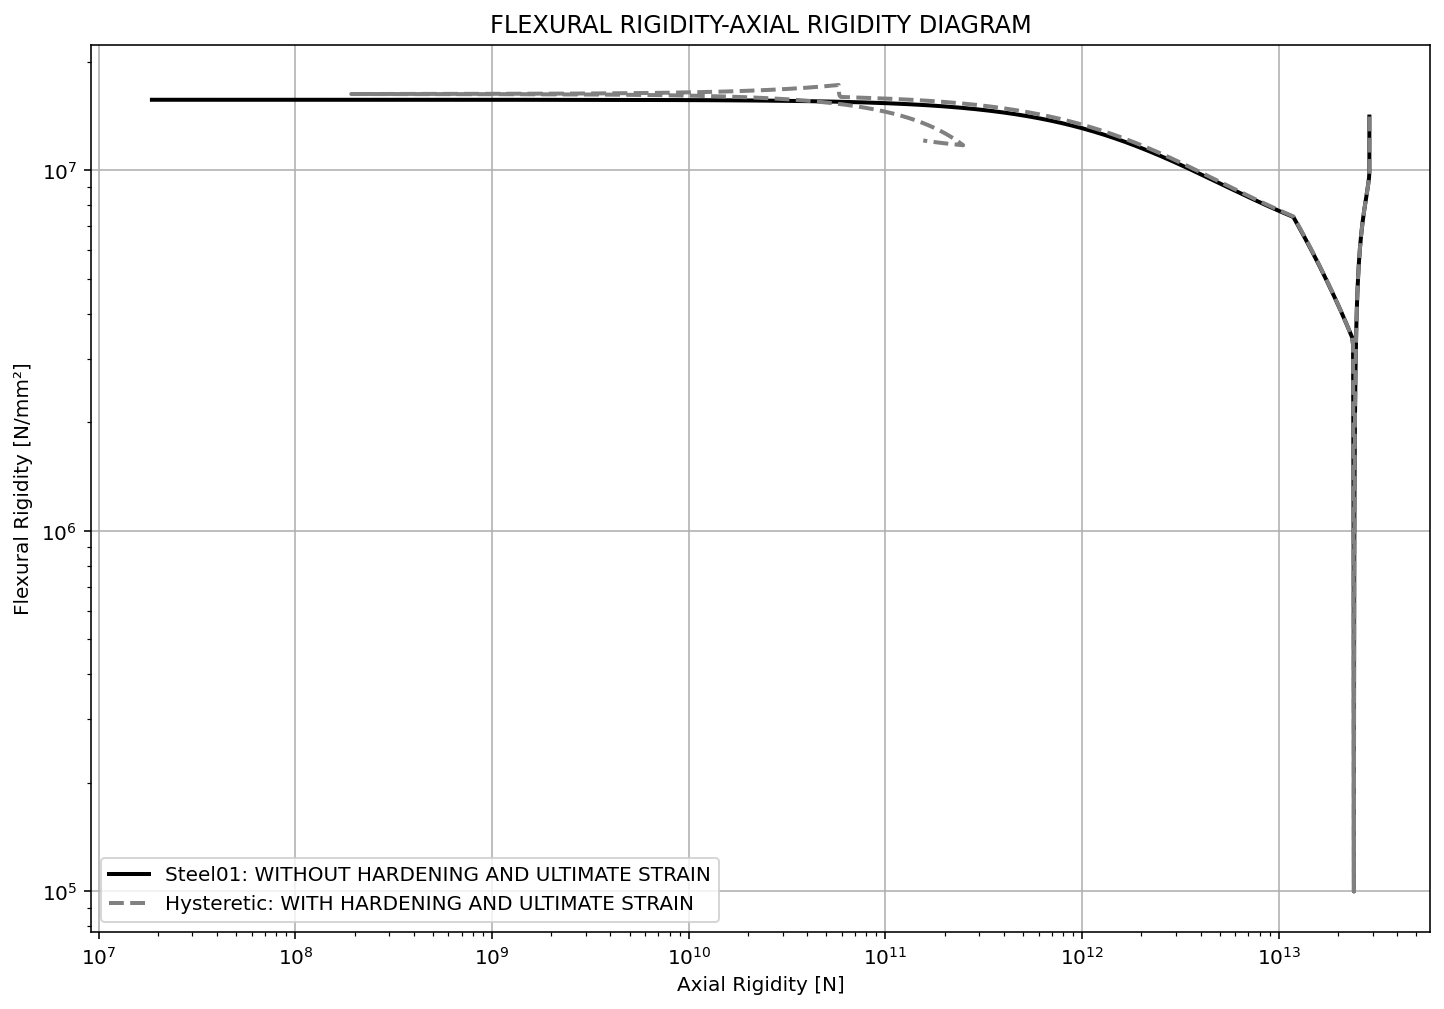 FLEXURAL RIGIDITY-AXIAL RIGIDITY DIAGRAM
Flexural Rigidity [N/mm²]
10⁷
10⁶
10⁵
Steel01: WITHOUT HARDENING AND ULTIMATE STRAIN
Hysteretic: WITH HARDENING AND ULTIMATE STRAIN
10⁷ 10⁸ 10⁹ 10¹⁰ 10¹¹ 10¹² 10¹³
Axial Rigidity [N]